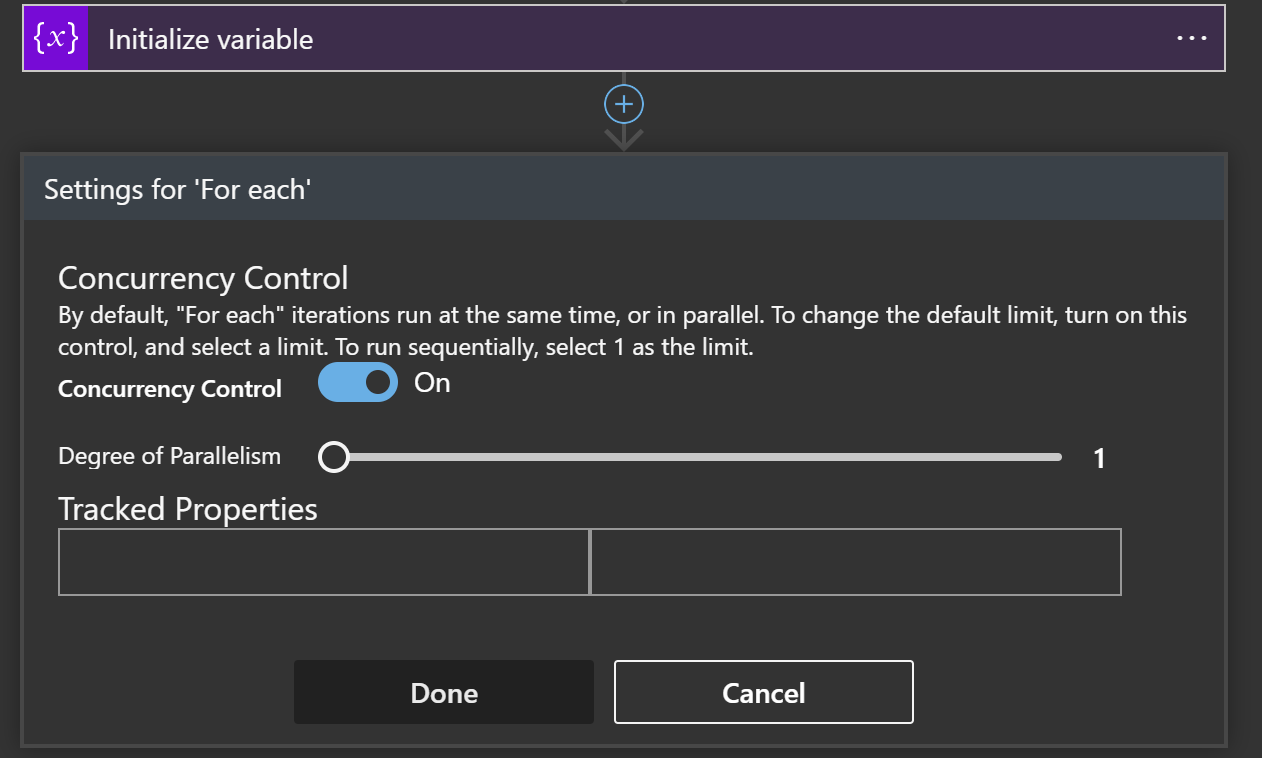 {x} Initialize variable ...
Settings for 'For each'
Concurrency Control
By default, "For each" iterations run at the same time, or in parallel. To change the default limit, turn on this
control, and select a limit. To run sequentially, select 1 as the limit.
Concurrency Control On
Degree of Parallelism 1
Tracked Properties
Done Cancel